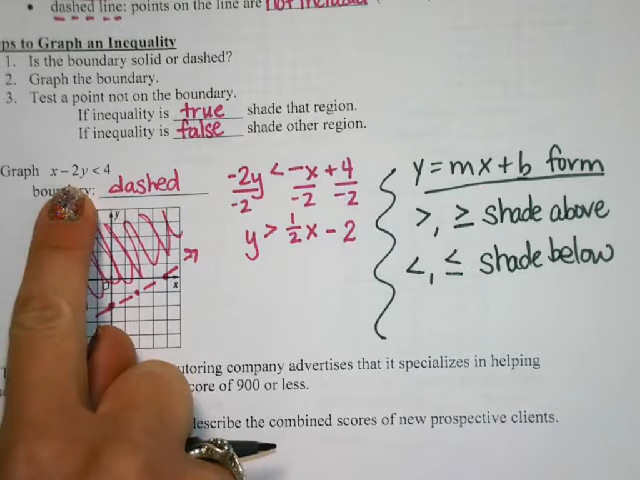 • dashed line: points on the line are not included
ps to Graph an Inequality
1. Is the boundary solid or dashed?
2. Graph the boundary.
3. Test a point not on the boundary.
If inequality is true shade that region.
If inequality is false shade other region.
Graph x − 2y < 4
dashed
y
x
-2y < -x + 4
-2 -2 -2
y > 1/2 x - 2
y = mx + b form
>, ≥ shade above
<, ≤ shade below
utoring company advertises that it specializes in helping
core of 900 or less.
describe the combined scores of new prospective clients.